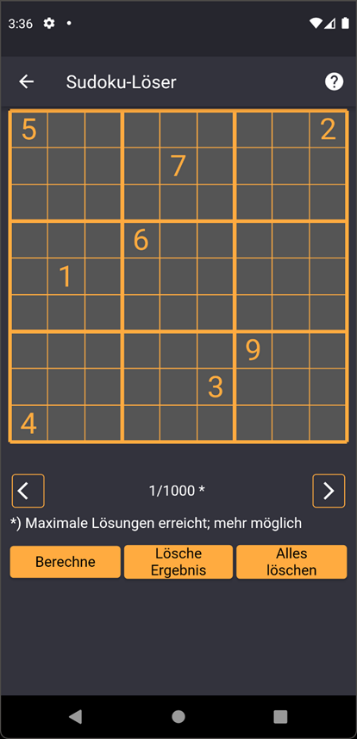 3:36
Sudoku-Löser
5 2
7
6
1
9
3
4
1/1000 *
*) Maximale Lösungen erreicht; mehr möglich
Berechne
Lösche
Ergebnis
Alles
löschen